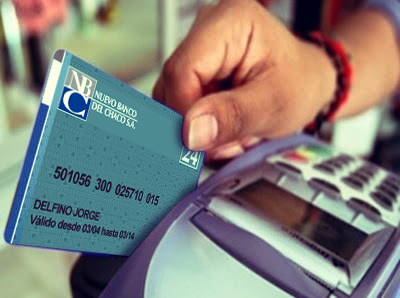 NBC
NUEVO BANCO
DEL CHACO S.A.
24
501056 300 025710 015
DELFINO JORGE
Válido desde 03/04 hasta 03/14